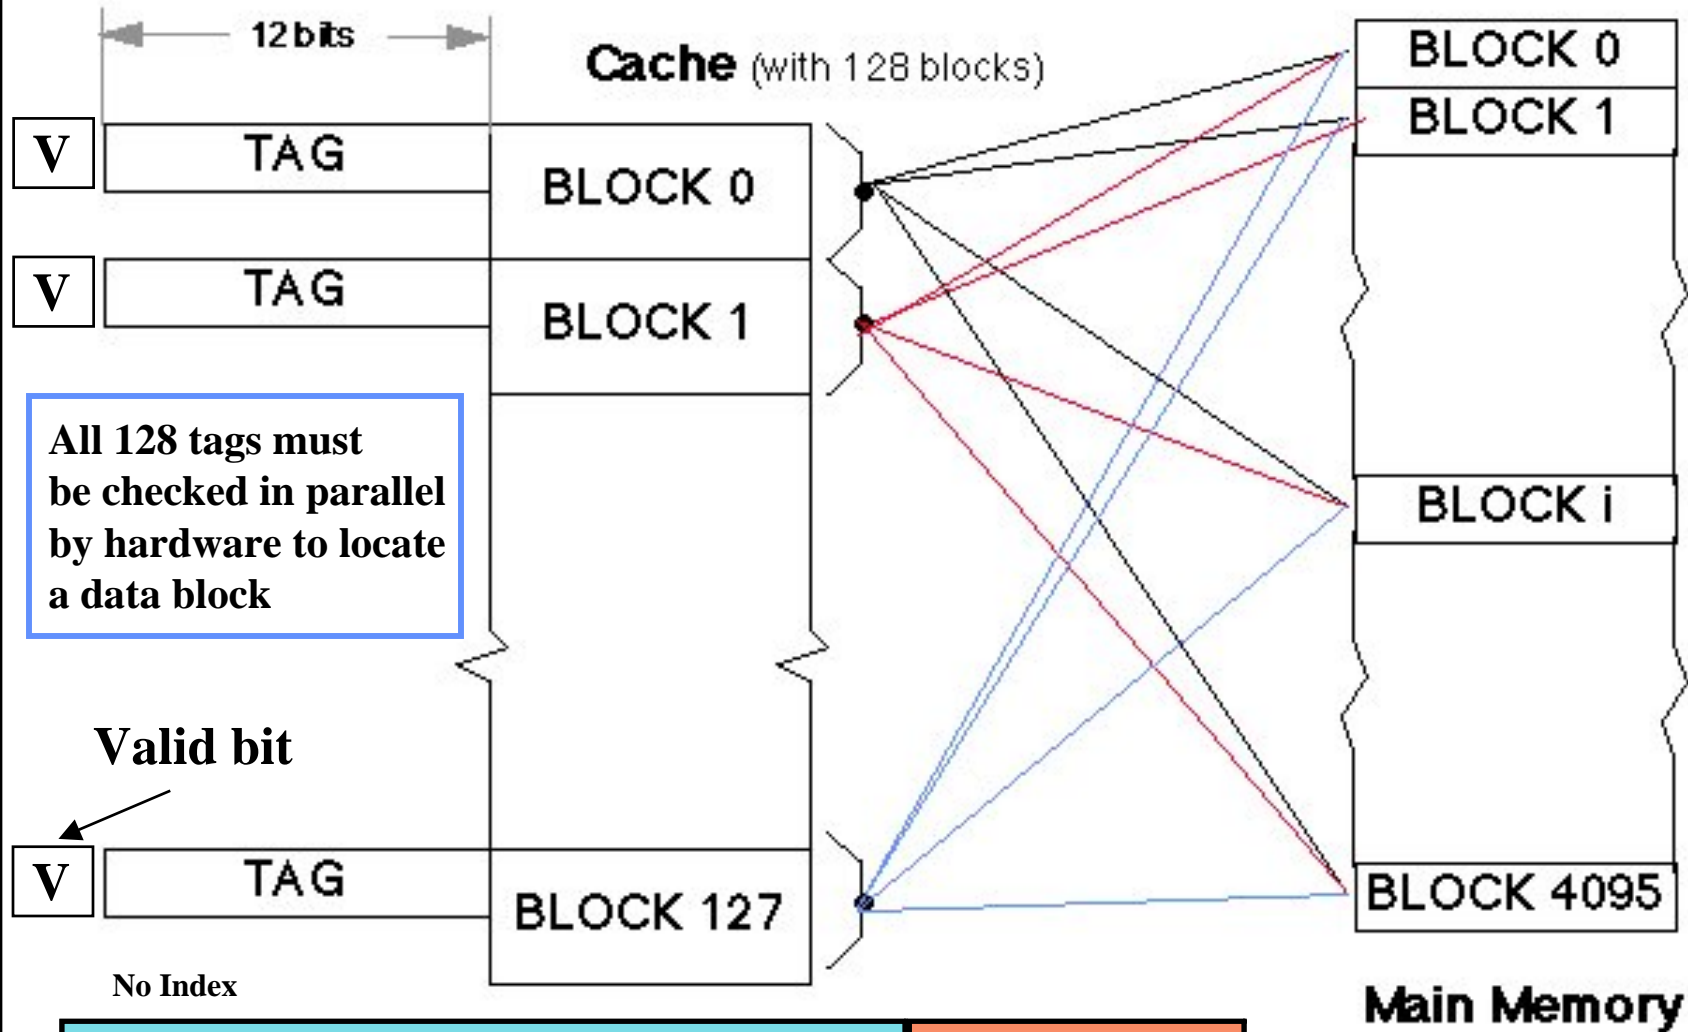 12 bits
Cache (with 128 blocks)
BLOCK 0
BLOCK 1
V
TAG
BLOCK 0
V
TAG
BLOCK 1
All 128 tags must
be checked in parallel
by hardware to locate
a data block
BLOCK i
Valid bit
V
TAG
BLOCK 127
BLOCK 4095
No Index
Main Memory